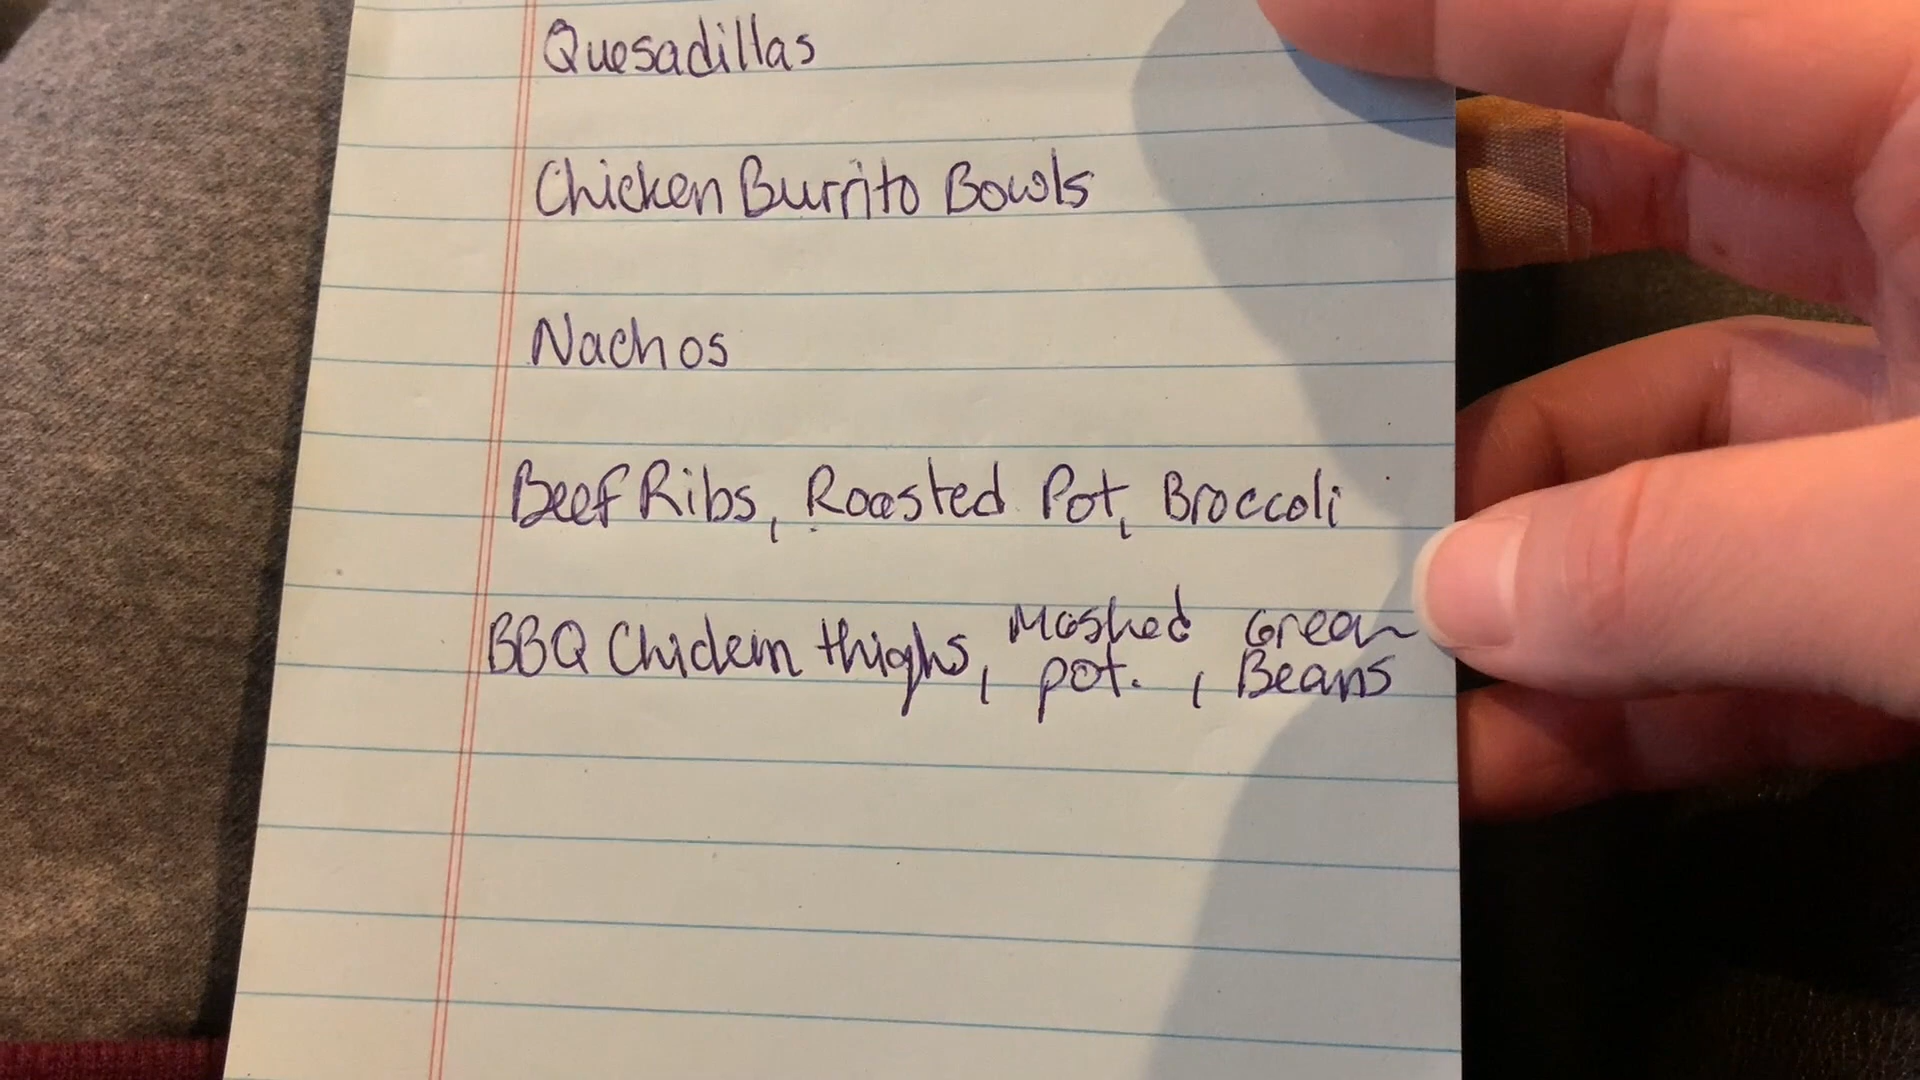 Quesadillas
Chicken Burrito Bowls
Nachos
Beef Ribs, Roasted Pot, Broccoli
BBQ Chicken thighs, Mashed pot., Green Beans